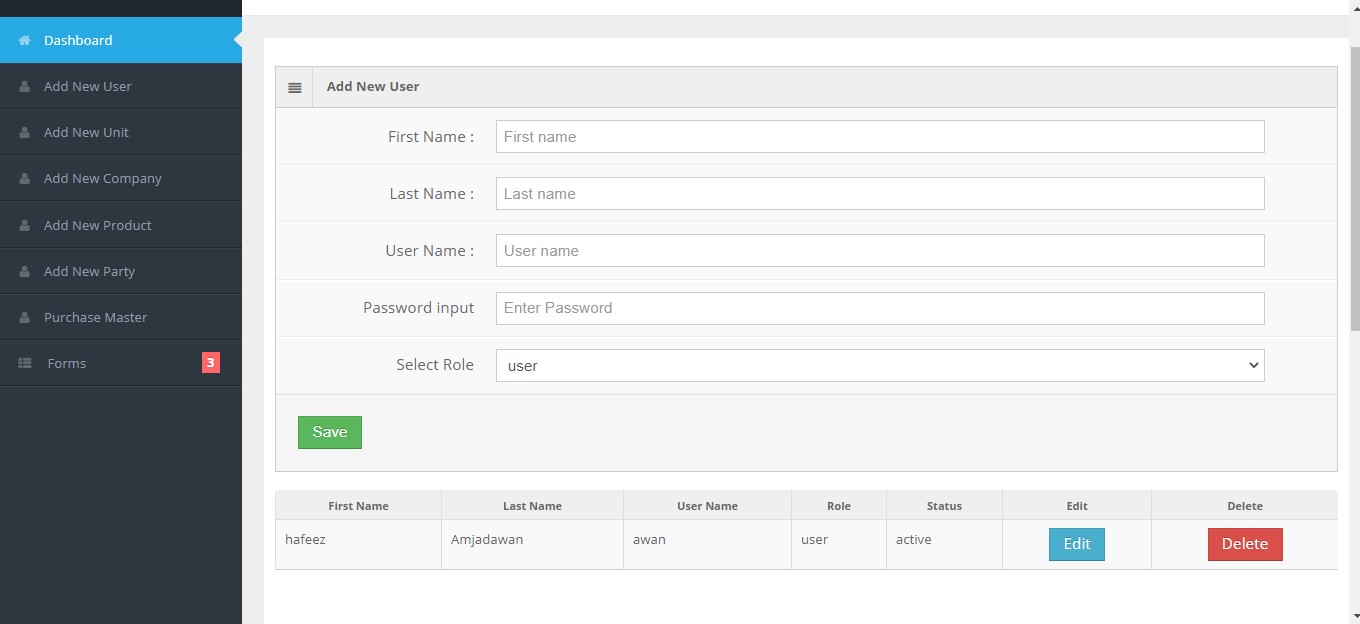 Dashboard
Add New User
Add New Unit
Add New Company
Add New Product
Add New Party
Purchase Master
Forms 3
Add New User
First Name : First name
Last Name : Last name
User Name : User name
Password input Enter Password
Select Role user
Save
First Name Last Name User Name Role Status Edit Delete
hafeez Amjadawan awan user active Edit Delete